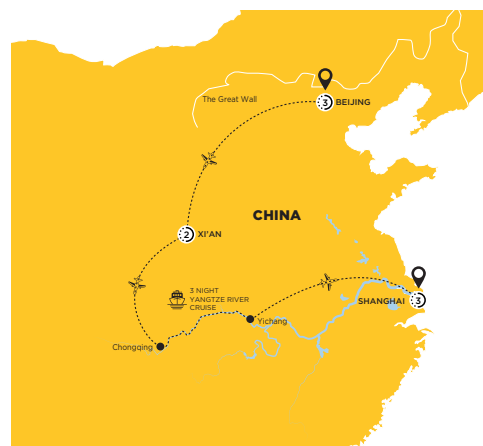 The Great Wall
3 BEIJING
CHINA
2 XI'AN
3 NIGHT
YANGTZE RIVER
CRUISE
SHANGHAI 3
Yichang
Chongqing